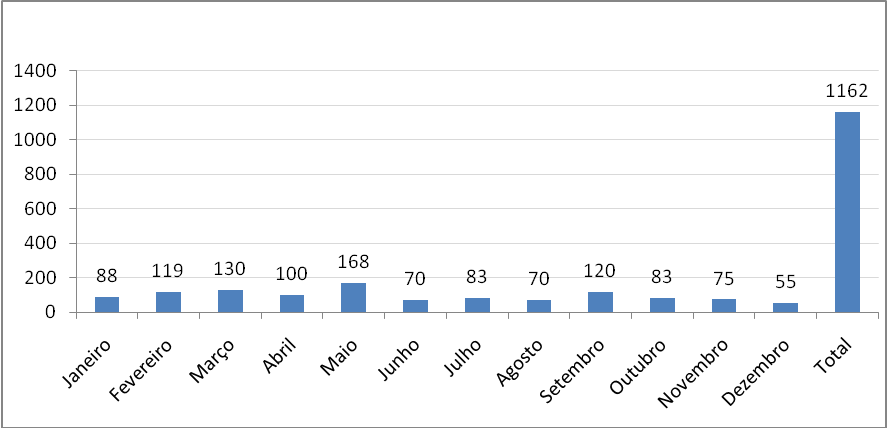 1400
1200
1000
800
600
400
200
0
88
119
130
100
168
70
83
70
120
83
75
55
1162
Janeiro
Fevereiro
Março
Abril
Maio
Junho
Julho
Agosto
Setembro
Outubro
Novembro
Dezembro
Total